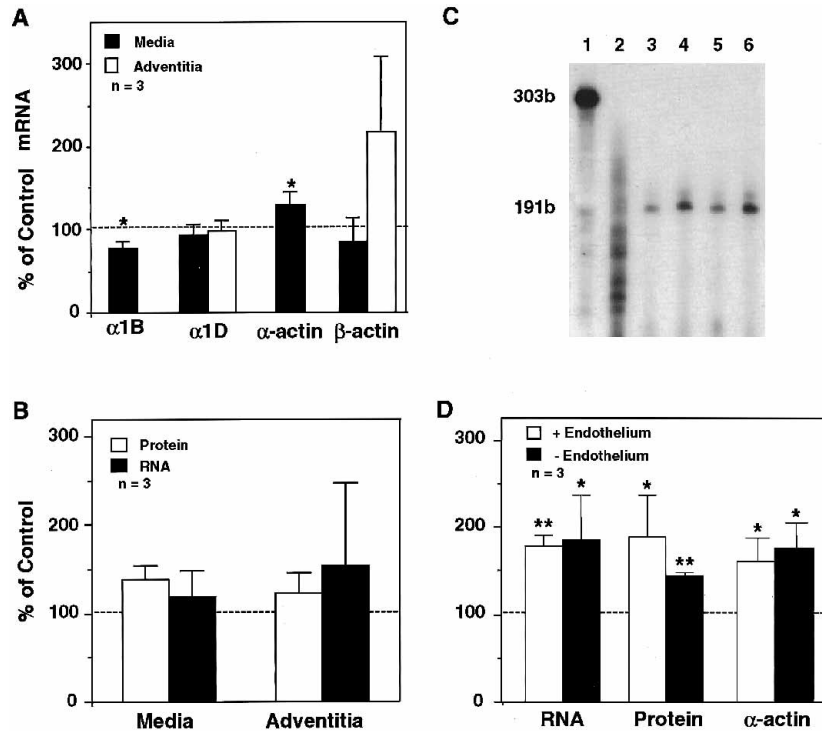 A
Media
Adventitia
n = 3
% of Control mRNA
300
200
100
0
*
*
α1B α1D α-actin β-actin
B
Protein
RNA
n = 3
% of Control
300
200
100
0
Media Adventitia
C
1 2 3 4 5 6
303b
191b
D
+ Endothelium
- Endothelium
n = 3
300
200
100
0
** * * ** * *
RNA Protein α-actin